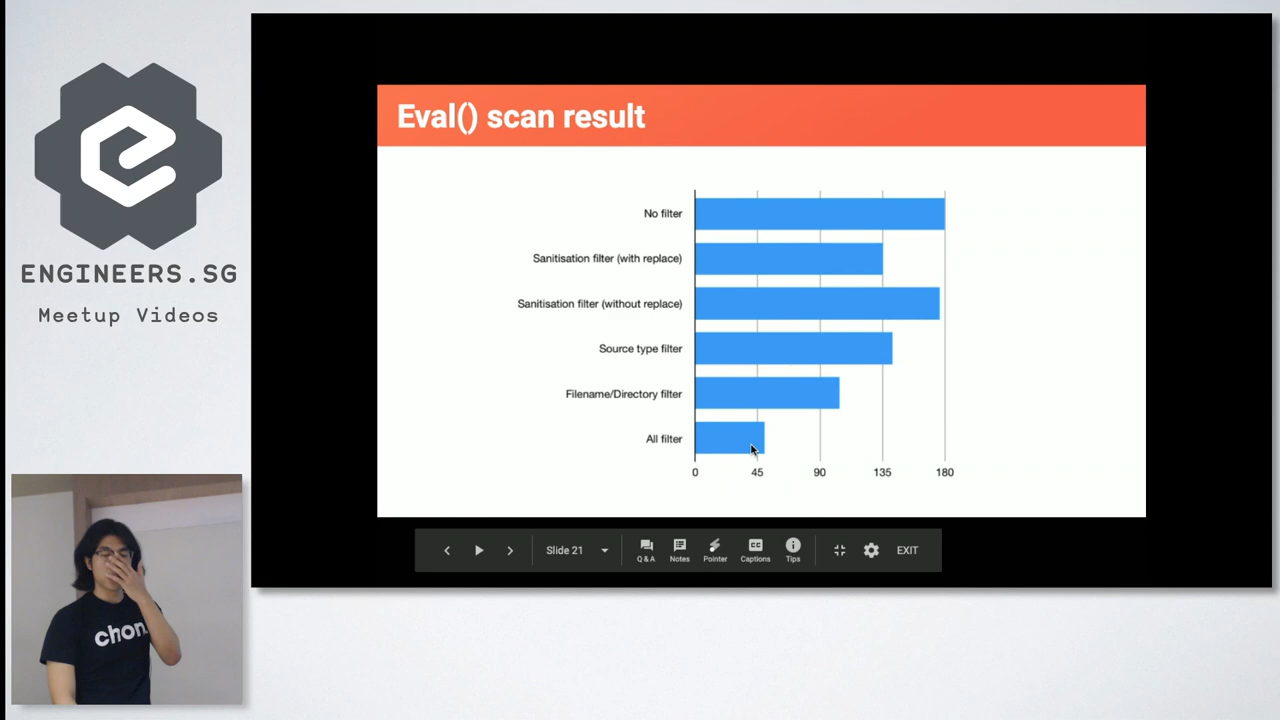 ENGINEERS.SG
Meetup Videos
Eval() scan result
No filter
Sanitisation filter (with replace)
Sanitisation filter (without replace)
Source type filter
Filename/Directory filter
All filter
0 45 90 135 180
Slide 21
Q & A
Notes
Pointer
CC
Captions
Tips
EXIT
chon